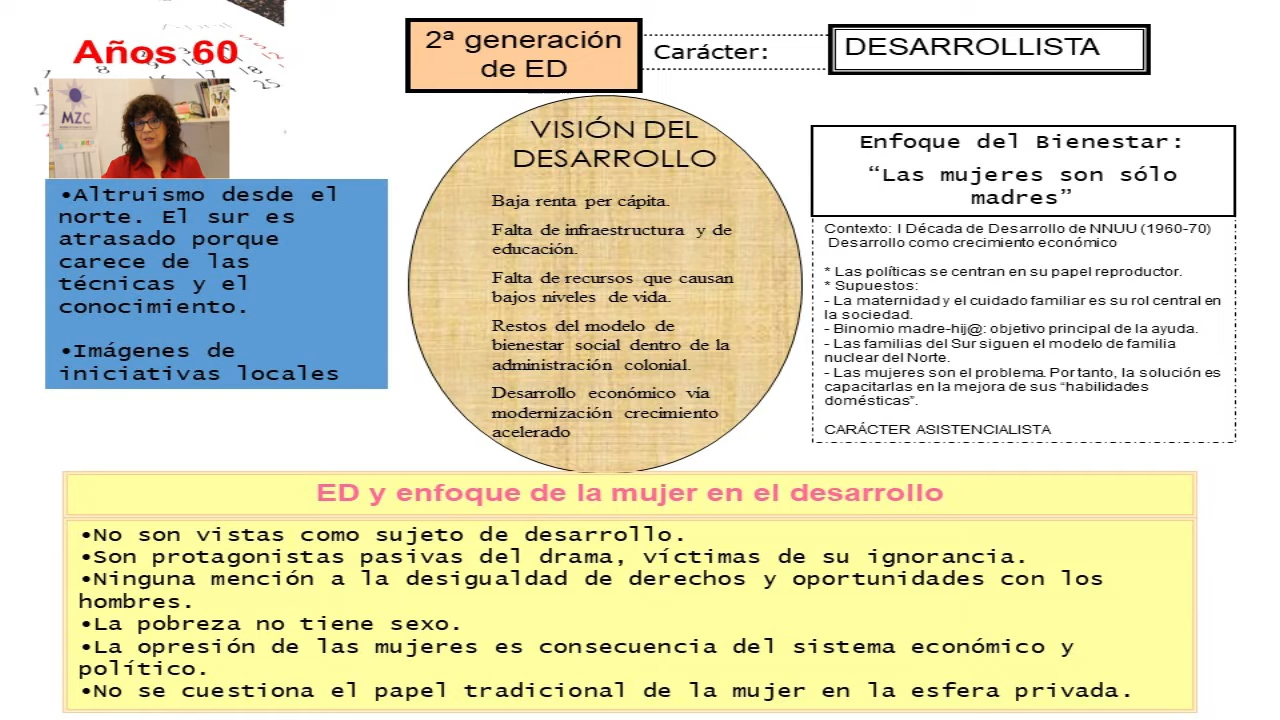 Años 60
MZC
2ª generación
de ED
Carácter:
DESARROLLISTA
•Altruismo desde el
norte. El sur es
atrasado porque
carece de las
técnicas y el
conocimiento.
•Imágenes de
iniciativas locales
VISIÓN DEL
DESARROLLO
Baja renta per cápita.
Falta de infraestructura y de
educación.
Falta de recursos que causan
bajos niveles de vida.
Restos del modelo de
bienestar social dentro de la
administración colonial.
Desarrollo económico vía
modernización crecimiento
acelerado
Enfoque del Bienestar:
“Las mujeres son sólo
madres”
Contexto: I Década de Desarrollo de NNUU (1960-70)
Desarrollo como crecimiento económico
* Las políticas se centran en su papel reproductor.
* Supuestos:
- La maternidad y el cuidado familiar es su rol central en
la sociedad.
- Binomio madre-hij@: objetivo principal de la ayuda.
- Las familias del Sur siguen el modelo de familia
nuclear del Norte.
- Las mujeres son el problema. Por tanto, la solución es
capacitarlas en la mejora de sus “habilidades
domésticas”.
CARÁCTER ASISTENCIALISTA
ED y enfoque de la mujer en el desarrollo
•No son vistas como sujeto de desarrollo.
•Son protagonistas pasivas del drama, víctimas de su ignorancia.
•Ninguna mención a la desigualdad de derechos y oportunidades con los
hombres.
•La pobreza no tiene sexo.
•La opresión de las mujeres es consecuencia del sistema económico y
político.
•No se cuestiona el papel tradicional de la mujer en la esfera privada.